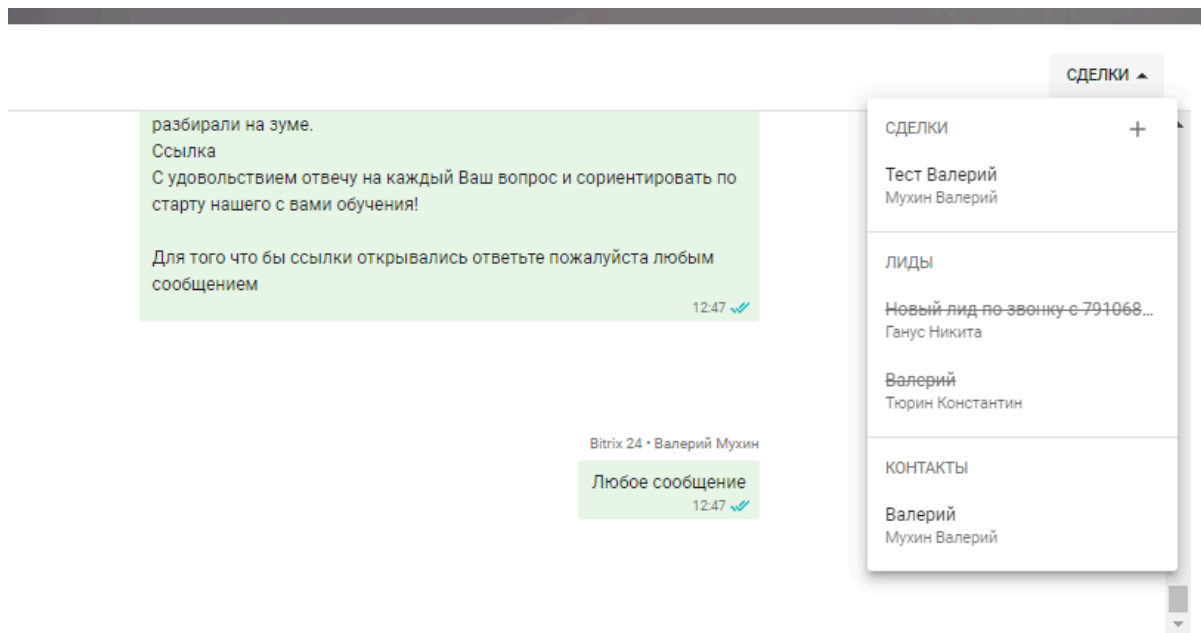 СДЕЛКИ
разбирали на зуме.
Ссылка
С удовольствием отвечу на каждый Ваш вопрос и сориентировать по
старту нашего с вами обучения!
Для того что бы ссылки открывались ответьте пожалуйста любым
сообщением
12:47
Bitrix 24 • Валерий Мухин
Любое сообщение
12:47
СДЕЛКИ +
Тест Валерий
Мухин Валерий
ЛИДЫ
Новый лид по звонку с 791068...
Ганус Никита
Валерий
Тюрин Константин
КОНТАКТЫ
Валерий
Мухин Валерий